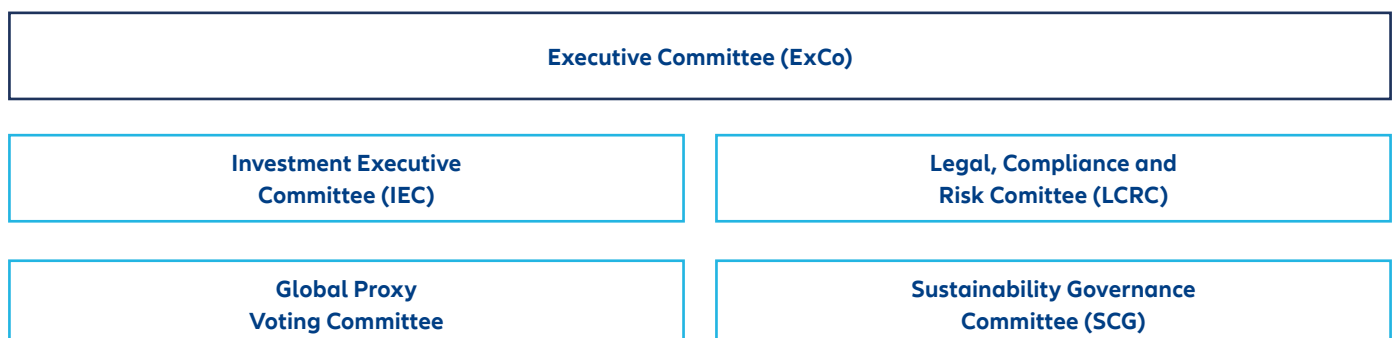 Executive Committee (ExCo)
Investment Executive
Committee (IEC)
Legal, Compliance and
Risk Comittee (LCRC)
Global Proxy
Voting Committee
Sustainability Governance
Committee (SCG)